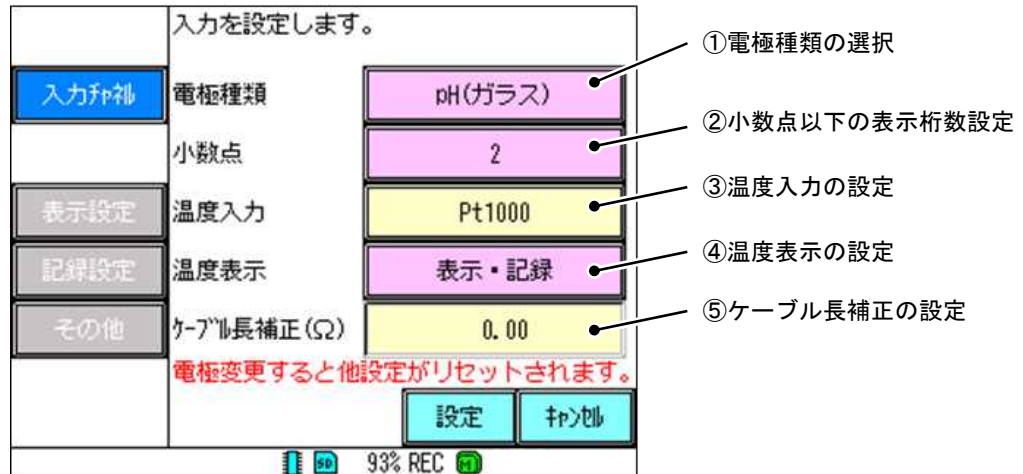 入力を設定します。
入力ﾁｬﾈﾙ 電極種類 pH(ガラス) ①電極種類の選択
小数点 2 ②小数点以下の表示桁数設定
表示設定 温度入力 Pt1000 ③温度入力の設定
記録設定 温度表示 表示・記録 ④温度表示の設定
その他 ｹｰﾌﾞﾙ長補正(Ω) 0.00 ⑤ケーブル長補正の設定
電極変更すると他設定がリセットされます。
設定 ｷｬﾝｾﾙ
SD 93% REC M